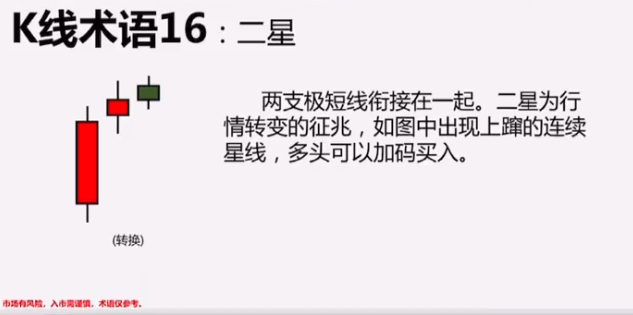 K线术语16：二星
两支极短线衔接在一起。二星为行
情转变的征兆，如图中出现上蹿的连续
星线，多头可以加码买入。
(转换)
市场有风险，入市需谨慎，术语仅参考。